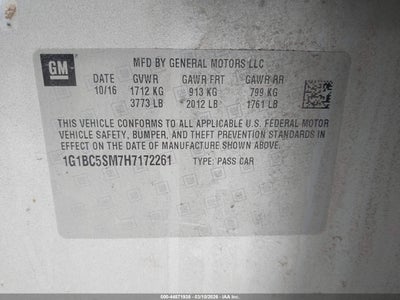 GM
MFD BY GENERAL MOTORS LLC
DATE GVWR GAWR FRT GAWR RR
10/16 1712 KG 913 KG 799 KG
3773 LB 2012 LB 1761 LB
THIS VEHICLE CONFORMS TO ALL APPLICABLE U.S. FEDERAL MOTOR
VEHICLE SAFETY, BUMPER, AND THEFT PREVENTION STANDARDS IN
EFFECT ON THE DATE OF MANUFACTURE SHOWN ABOVE.
1G1BC5SM7H7172261 TYPE: PASS CAR